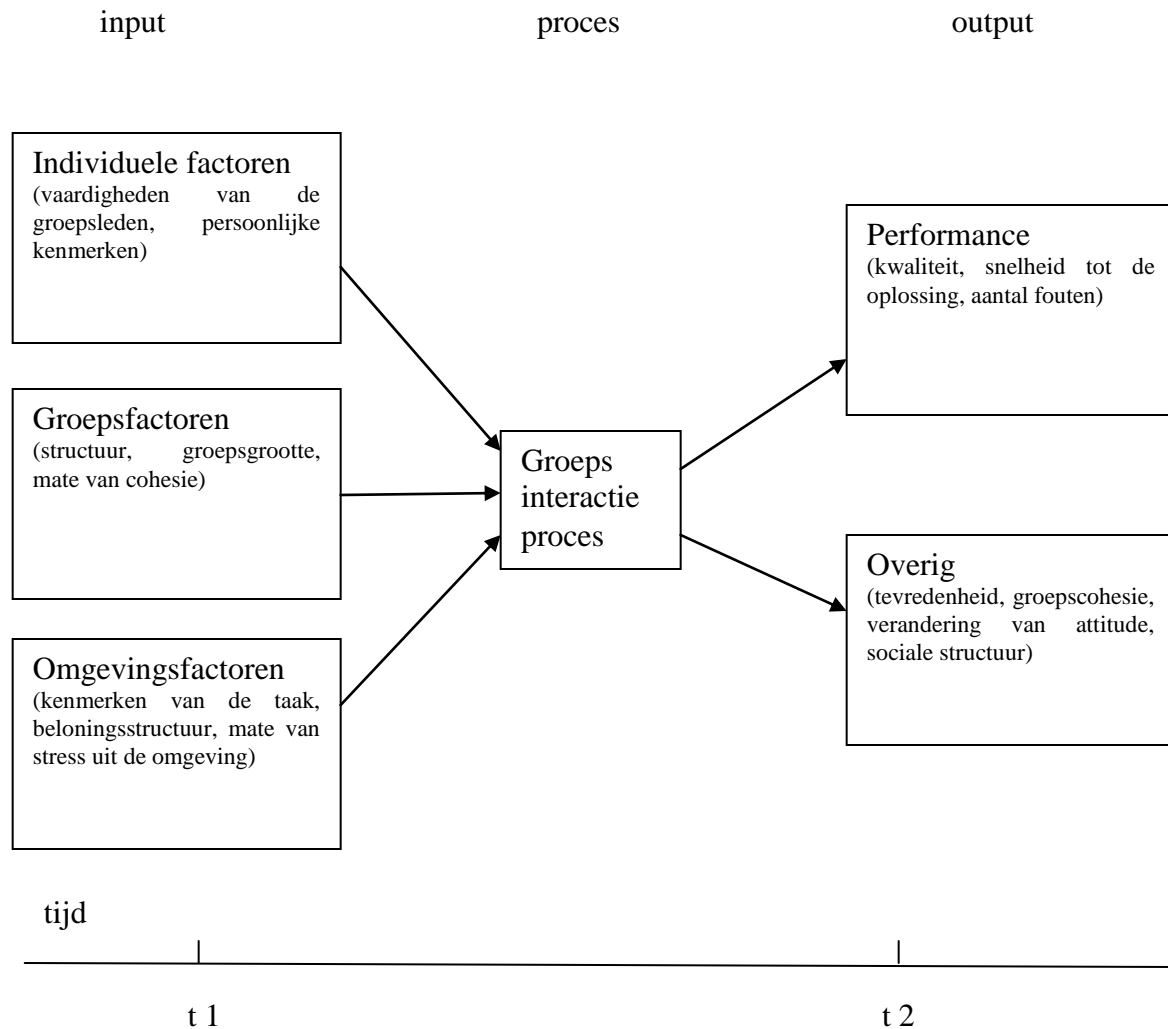 input proces output
Individuele factoren
(vaardigheden van de
groepsleden, persoonlijke
kenmerken)
Groepsfactoren
(structuur, groepsgrootte,
mate van cohesie)
Omgevingsfactoren
(kenmerken van de taak,
beloningsstructuur, mate van
stress uit de omgeving)
Groeps
interactie
proces
Performance
(kwaliteit, snelheid tot de
oplossing, aantal fouten)
Overig
(tevredenheid, groepscohesie,
verandering van attitude,
sociale structuur)
tijd
t 1 t 2